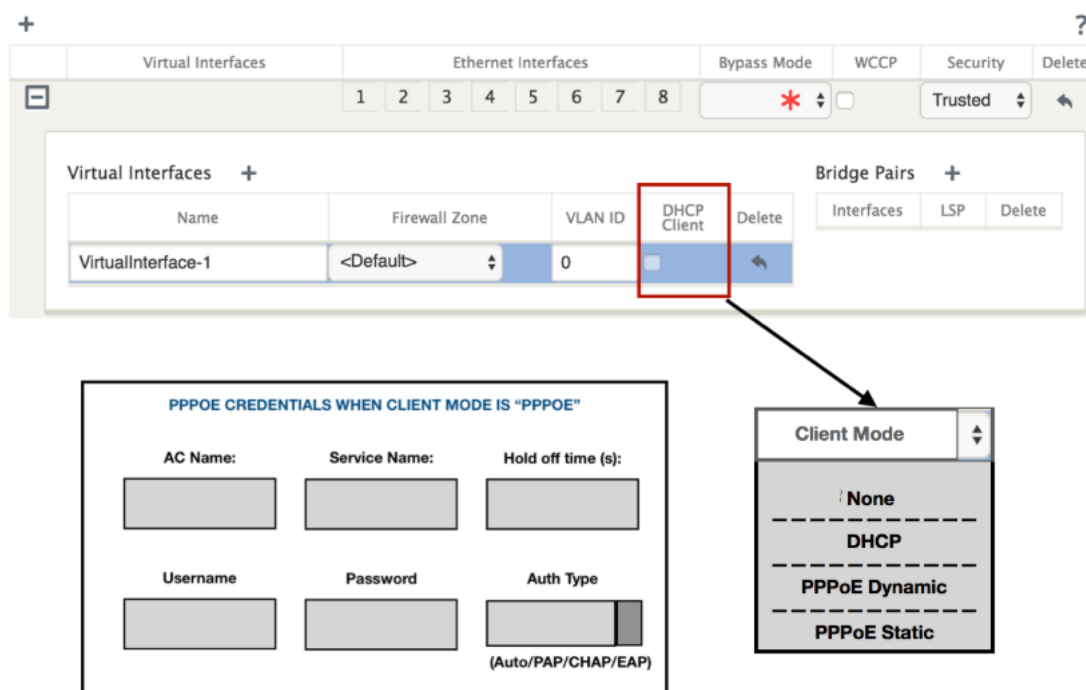 + ?
Virtual Interfaces Ethernet Interfaces Bypass Mode WCCP Security Delete
1 2 3 4 5 6 7 8 * Trusted
Virtual Interfaces +
Name Firewall Zone VLAN ID DHCP Client Delete
VirtualInterface-1 <Default> 0
Bridge Pairs +
Interfaces LSP Delete
PPPOE CREDENTIALS WHEN CLIENT MODE IS “PPPOE”
AC Name: Service Name: Hold off time (s):
Username Password Auth Type
(Auto/PAP/CHAP/EAP)
Client Mode
None
DHCP
PPPoE Dynamic
PPPoE Static